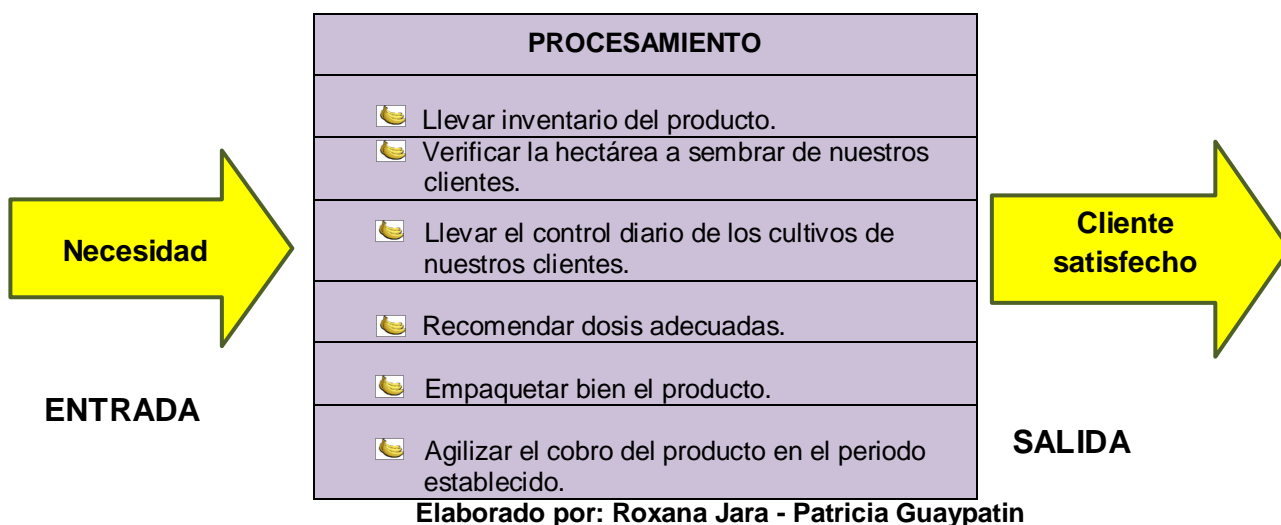 PROCESAMIENTO
Llevar inventario del producto.
Verificar la hectárea a sembrar de nuestros
clientes.
Llevar el control diario de los cultivos de
nuestros clientes.
Recomendar dosis adecuadas.
Empaquetar bien el producto.
Agilizar el cobro del producto en el periodo
establecido.
Necesidad
ENTRADA
Cliente
satisfecho
SALIDA
Elaborado por: Roxana Jara - Patricia Guaypatin